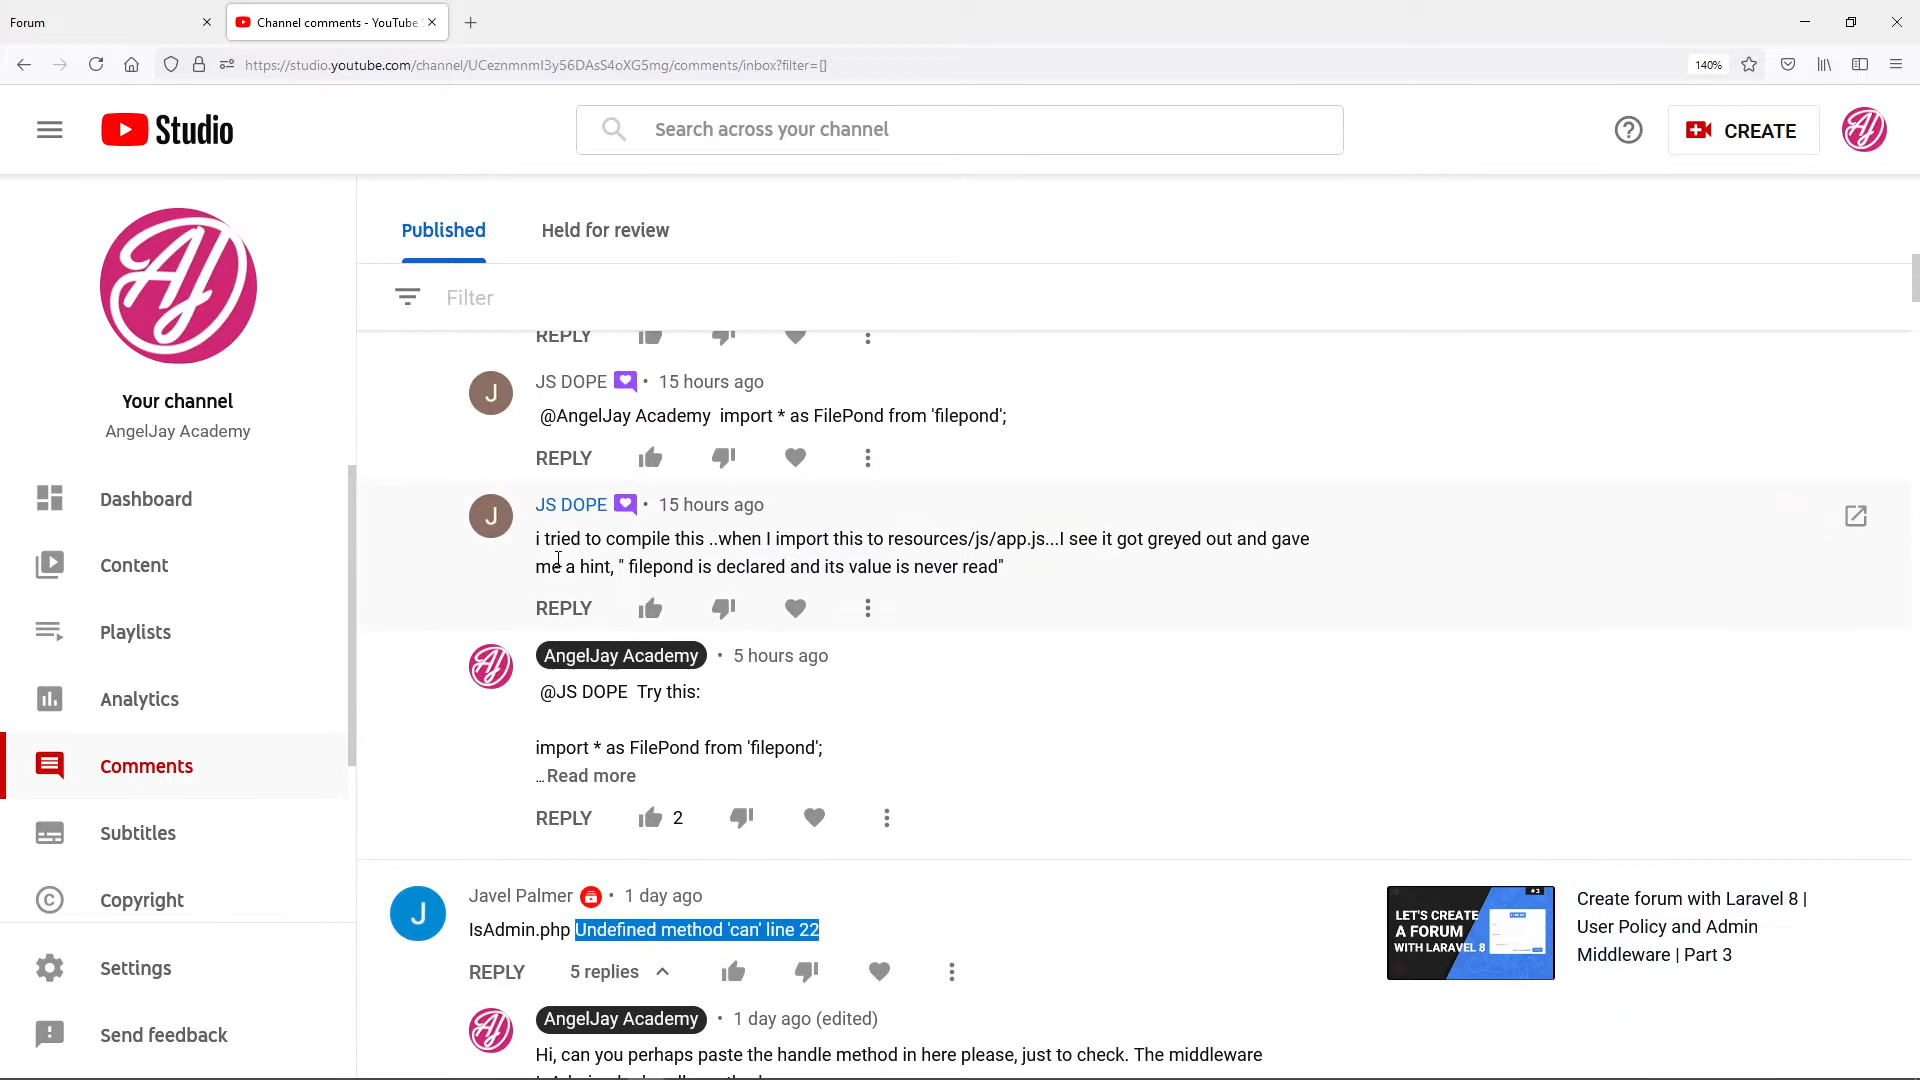 Forum
Channel comments - YouTube
https://studio.youtube.com/channel/UCeznmnmI3y56DAsS4oXG5mg/comments/inbox?filter=[]
140%
Studio
Search across your channel
CREATE
AJ
Your channel
AngelJay Academy
Dashboard
Content
Playlists
Analytics
Comments
Subtitles
Copyright
Settings
Send feedback
Published
Held for review
Filter
REPLY
J
JS DOPE • 15 hours ago
@AngelJay Academy import * as FilePond from 'filepond';
REPLY
J
JS DOPE • 15 hours ago
i tried to compile this ..when I import this to resources/js/app.js...I see it got greyed out and gave
me a hint, " filepond is declared and its value is never read"
REPLY
AJ
AngelJay Academy • 5 hours ago
@JS DOPE Try this:
import * as FilePond from 'filepond';
...Read more
REPLY 2
J
Javel Palmer • 1 day ago
IsAdmin.php Undefined method 'can' line 22
REPLY 5 replies
#3
LET'S CREATE
A FORUM
WITH LARAVEL 8
Create forum with Laravel 8 |
User Policy and Admin
Middleware | Part 3
AJ
AngelJay Academy • 1 day ago (edited)
Hi, can you perhaps paste the handle method in here please, just to check. The middleware